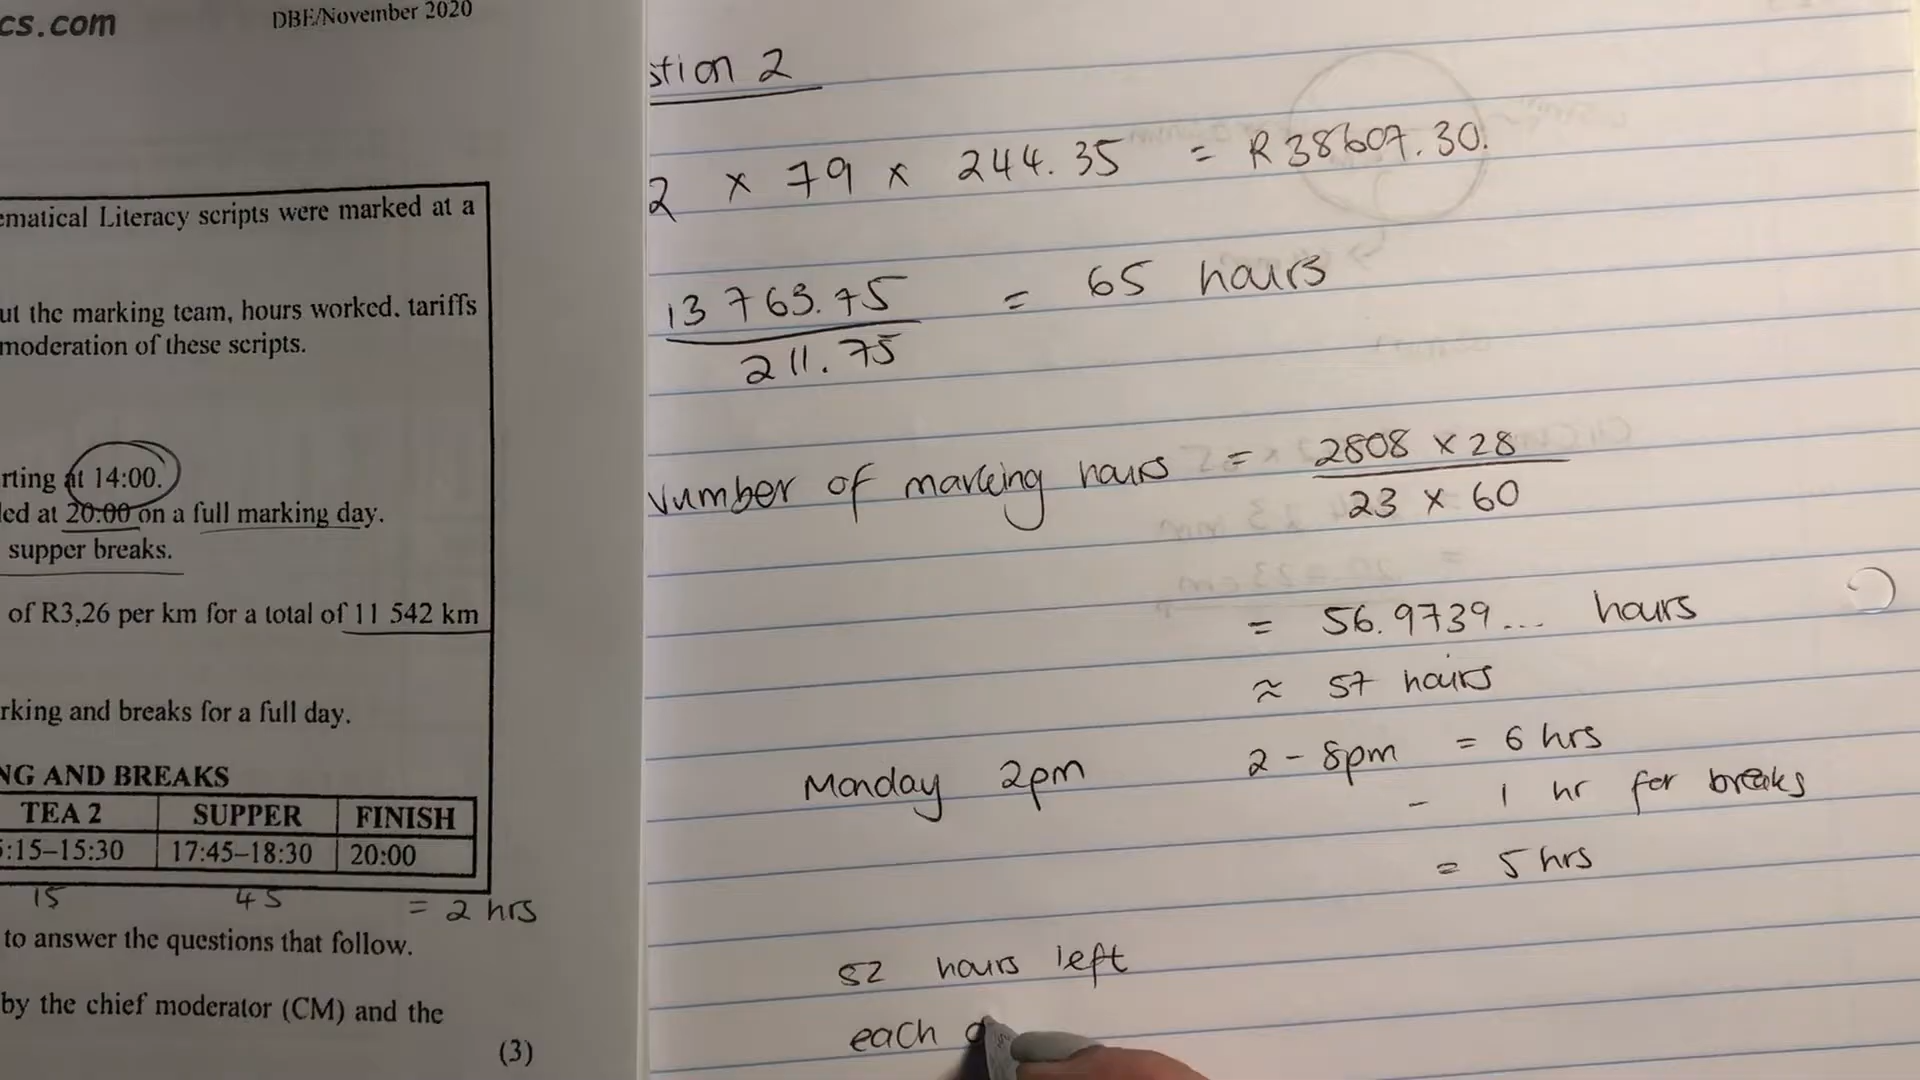 cs.com
DBE/November 2020
ematical Literacy scripts were marked at a
ut the marking team, hours worked, tariffs
moderation of these scripts.
rting at 14:00.
led at 20:00 on a full marking day.
supper breaks.
of R3,26 per km for a total of 11 542 km
rking and breaks for a full day.
NG AND BREAKS
TEA 2 SUPPER FINISH
5:15–15:30 17:45–18:30 20:00
15 45 = 2 hrs
to answer the questions that follow.
by the chief moderator (CM) and the
(3)
stion 2
2 × 79 × 244.35 = R38607.30.
13 763.75
211.75
= 65 hours
Number of marking hours = 2808 × 28
23 × 60
= 56.9739... hours
≈ 57 hours
Monday 2pm 2 - 8pm = 6 hrs
- 1 hr for breaks
= 5 hrs
52 hours left
each